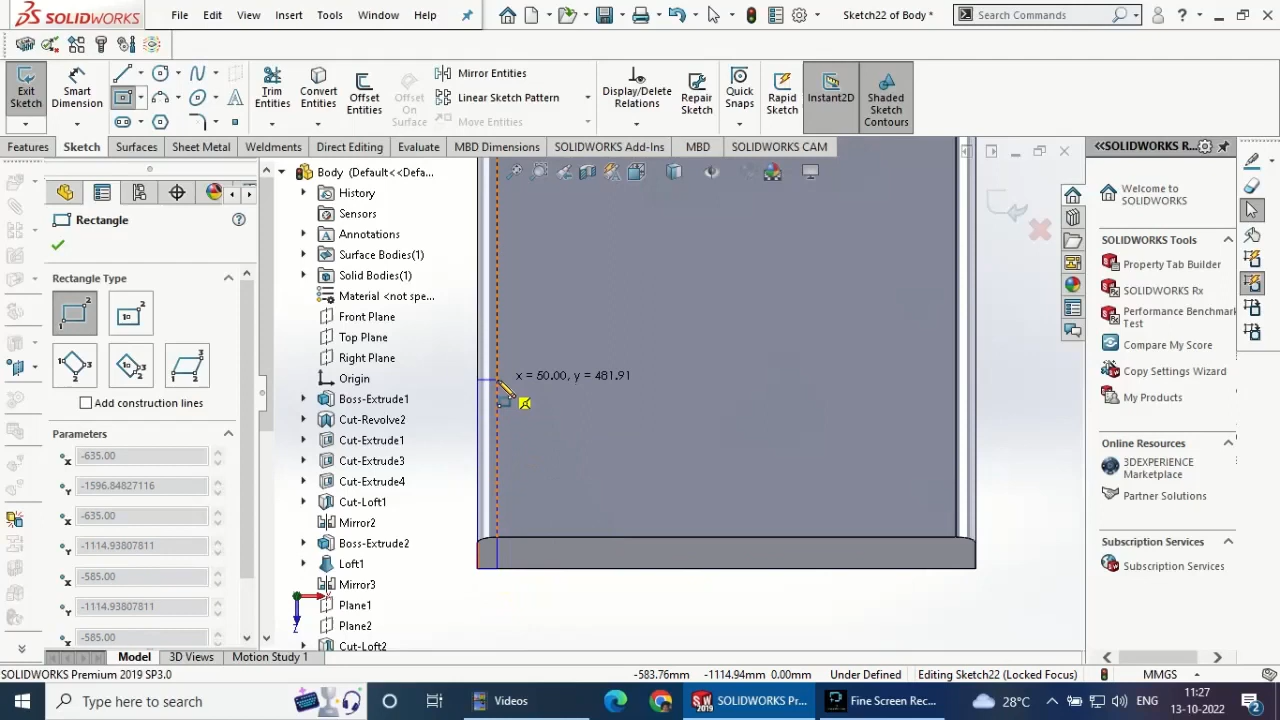 SOLIDWORKS
File
Edit
View
Insert
Tools
Window
Help
Sketch22 of Body *
Search Commands
Exit
Sketch
Smart
Dimension
Trim
Entities
Convert
Entities
Offset
Entities
Offset
On
Surface
Mirror Entities
Linear Sketch Pattern
Move Entities
Display/Delete
Relations
Repair
Sketch
Quick
Snaps
Rapid
Sketch
Instant2D
Shaded
Sketch
Contours
Features
Sketch
Surfaces
Sheet Metal
Weldments
Direct Editing
Evaluate
MBD Dimensions
SOLIDWORKS Add-Ins
MBD
SOLIDWORKS CAM
Rectangle
Rectangle Type
Add construction lines
Parameters
-635.00
-1596.84827116
-635.00
-1114.93807811
-585.00
-1114.93807811
-585.00
Body (Default<<Defa...
History
Sensors
Annotations
Surface Bodies(1)
Solid Bodies(1)
Material <not spe...
Front Plane
Top Plane
Right Plane
Origin
Boss-Extrude1
Cut-Revolve2
Cut-Extrude1
Cut-Extrude3
Cut-Extrude4
Cut-Loft1
Mirror2
Boss-Extrude2
Loft1
Mirror3
Plane1
Plane2
Cut-Loft2
Z
x = 50.00, y = 481.91
<<SOLIDWORKS R...
Welcome to
SOLIDWORKS
SOLIDWORKS Tools
Property Tab Builder
SOLIDWORKS Rx
Performance Benchmark
Test
Compare My Score
Copy Settings Wizard
My Products
Online Resources
3DEXPERIENCE
Marketplace
Partner Solutions
Subscription Services
Subscription Services
Model
3D Views
Motion Study 1
SOLIDWORKS Premium 2019 SP3.0
-583.76mm
-1114.94mm
0.00mm
Under Defined
Editing Sketch22 (Locked Focus)
MMGS
Type here to search
Videos
SOLIDWORKS Pr...
Fine Screen Rec...
28°C
ENG
11:27
13-10-2022
2